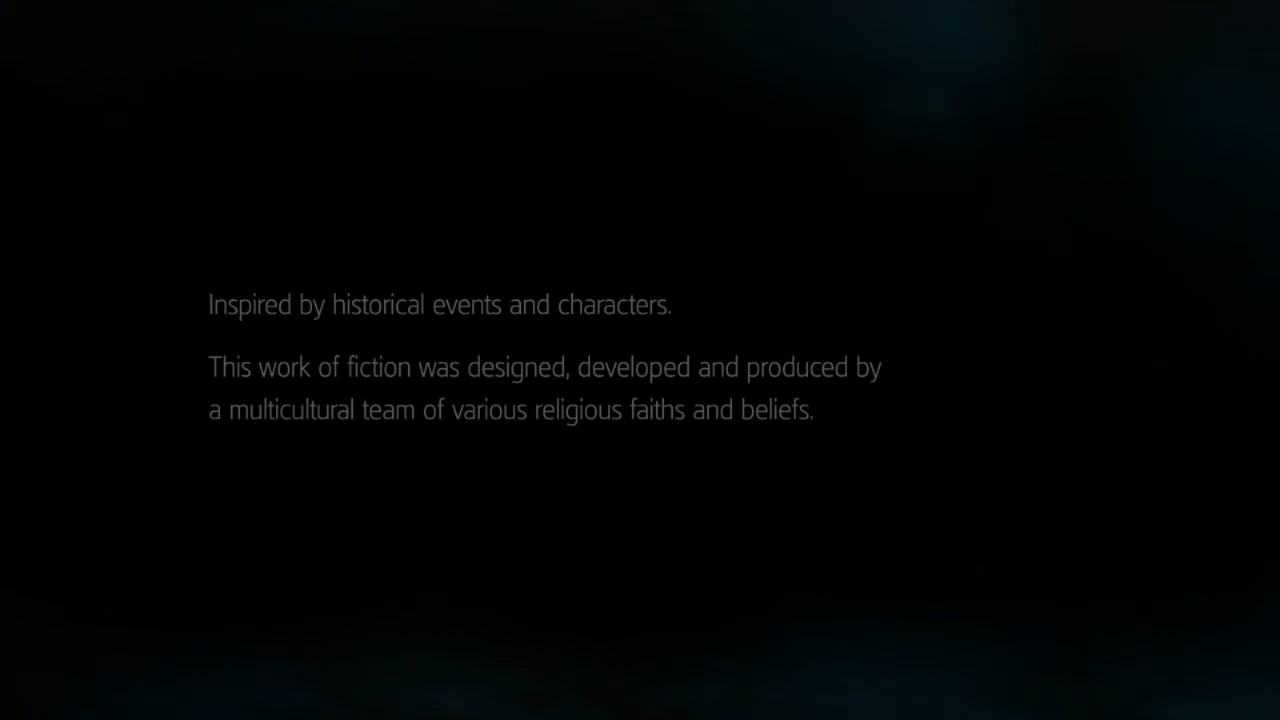 Inspired by historical events and characters.
This work of fiction was designed, developed and produced by
a multicultural team of various religious faiths and beliefs.